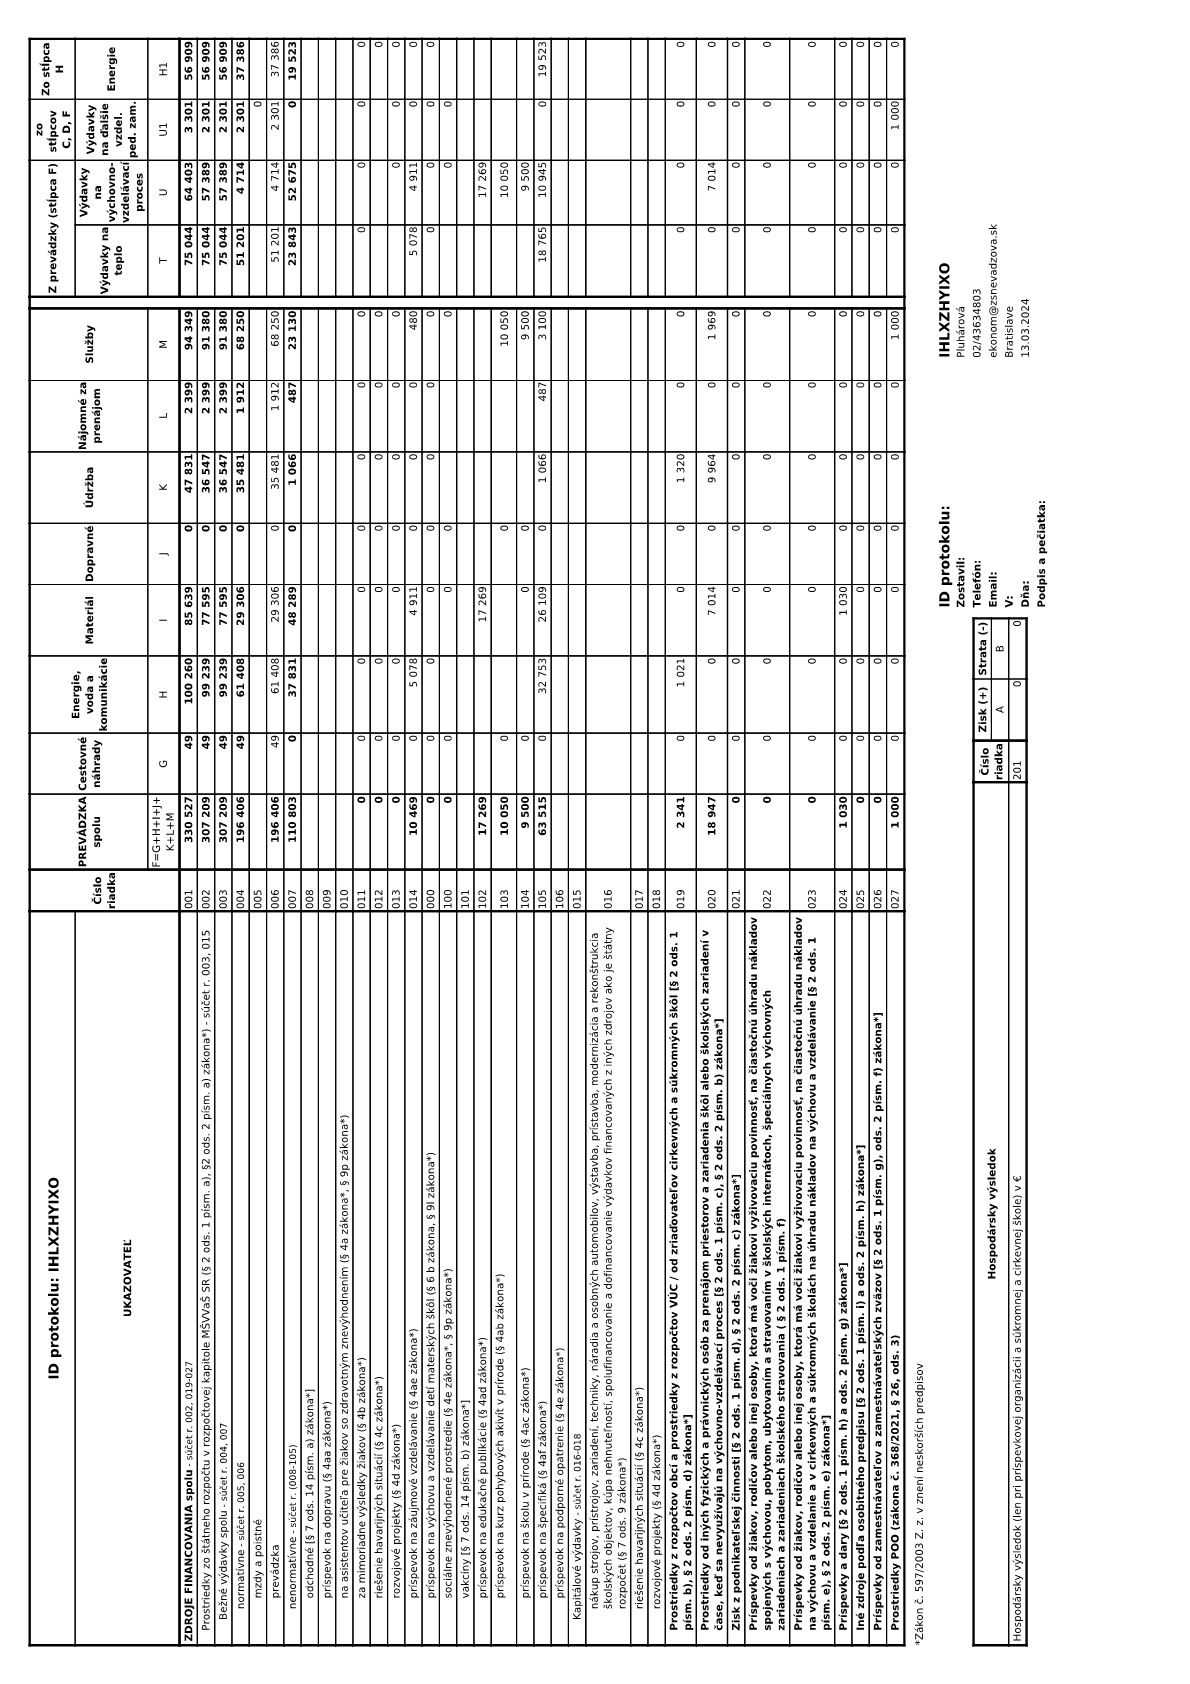 ID protokolu: IHLXZHYIXO
Z prevádzky (stĺpca F)
zo stĺpcov C, D, F
Zo stĺpca H
UKAZOVATEĽ
Číslo riadka
PREVÁDZKA spolu
Cestovné náhrady
Energie, voda a komunikácie
Materiál
Dopravné
Údržba
Nájomné za prenájom
Služby
Výdavky na teplo
Výdavky na výchovno-vzdelávací proces
Výdavky na ďalšie vzdel. ped. zam.
Energie
F=G+H+I+J+K+L+M G H I J K L M T U U1 H1
ZDROJE FINANCOVANIA spolu - súčet r. 002, 019-027 001 330 527 49 100 260 85 639 0 47 831 2 399 94 349 75 044 64 403 3 301 56 909
Prostriedky zo štátneho rozpočtu v rozpočtovej kapitole MŠVVaŠ SR (§ 2 ods. 1 písm. a), §2 ods. 2 písm. a) zákona*) - súčet r. 003, 015 002 307 209 49 99 239 77 595 0 36 547 2 399 91 380 75 044 57 389 2 301 56 909
Bežné výdavky spolu - súčet r. 004, 007 003 307 209 49 99 239 77 595 0 36 547 2 399 91 380 75 044 57 389 2 301 56 909
normatívne - súčet r. 005, 006 004 196 406 49 61 408 29 306 0 35 481 1 912 68 250 51 201 4 714 2 301 37 386
mzdy a poistné 005 0
prevádzka 006 196 406 49 61 408 29 306 0 35 481 1 912 68 250 51 201 4 714 2 301 37 386
nenormatívne - súčet r. (008-105) 007 110 803 0 37 831 48 289 0 1 066 487 23 130 23 843 52 675 0 19 523
odchodné [§ 7 ods. 14 písm. a) zákona*] 008
príspevok na dopravu (§ 4aa zákona*) 009
na asistentov učiteľa pre žiakov so zdravotným znevýhodnením (§ 4a zákona*, § 9p zákona*) 010
za mimoriadne výsledky žiakov (§ 4b zákona*) 011 0 0 0 0 0 0 0 0 0 0 0
riešenie havarijných situácií (§ 4c zákona*) 012 0 0 0 0 0 0 0 0 0
rozvojové projekty (§ 4d zákona*) 013 0 0 0 0 0 0 0 0 0 0 0
príspevok na záujmové vzdelávanie (§ 4ae zákona*) 014 10 469 0 5 078 4 911 0 0 0 480 5 078 4 911 0 0
príspevok na výchovu a vzdelávanie detí materských škôl (§ 6 b zákona, § 9l zákona*) 000 0 0 0 0 0 0 0 0 0 0 0 0
sociálne znevýhodnené prostredie (§ 4e zákona*, § 9p zákona*) 100 0 0 0 0 0 0 0 0
vakcíny [§ 7 ods. 14 písm. b) zákona*] 101
príspevok na edukačné publikácie (§ 4ad zákona*) 102 17 269 17 269 17 269
príspevok na kurz pohybových akivít v prírode (§ 4ab zákona*) 103 10 050 0 0 10 050 10 050
príspevok na školu v prírode (§ 4ac zákona*) 104 9 500 0 0 0 9 500 9 500
príspevok na špecifiká (§ 4af zákona*) 105 63 515 0 32 753 26 109 0 1 066 487 3 100 18 765 10 945 0 19 523
príspevok na podporné opatrenie (§ 4e zákona*) 106
Kapitálové výdavky - súčet r. 016-018 015
nákup strojov, prístrojov, zariadení, techniky, náradia a osobných automobilov, výstavba, prístavba, modernizácia a rekonštrukcia
školských objektov, kúpa nehnuteľností, spolufinancovanie a dofinancovanie výdavkov financovaných z iných zdrojov ako je štátny
rozpočet (§ 7 ods. 9 zákona*) 016
riešenie havarijných situácií (§ 4c zákona*) 017
rozvojové projekty (§ 4d zákona*) 018
Prostriedky z rozpočtov obcí a prostriedky z rozpočtov VÚC / od zriaďovateľov cirkevných a súkromných škôl [§ 2 ods. 1
písm. b), § 2 ods. 2 písm. d) zákona*] 019 2 341 0 1 021 0 0 1 320 0 0 0 0 0 0
Prostriedky od iných fyzických a právnických osôb za prenájom priestorov a zariadenia škôl alebo školských zariadení v
čase, keď sa nevyužívajú na výchovno-vzdelávací proces [§ 2 ods. 1 písm. c), § 2 ods. 2 písm. b) zákona*] 020 18 947 0 0 7 014 0 9 964 0 1 969 0 7 014 0 0
Zisk z podnikateľskej činnosti [§ 2 ods. 1 písm. d), § 2 ods. 2 písm. c) zákona*] 021 0 0 0 0 0 0 0 0 0 0 0 0
Príspevky od žiakov, rodičov alebo inej osoby, ktorá má voči žiakovi vyživovaciu povinnosť, na čiastočnú úhradu nákladov
spojených s výchovou, pobytom, ubytovaním a stravovaním v školských internátoch, špeciálnych výchovných
zariadeniach a zariadeniach školského stravovania ( § 2 ods. 1 písm. f) 022 0 0 0 0 0 0 0 0 0 0 0 0
Príspevky od žiakov, rodičov alebo inej osoby, ktorá má voči žiakovi vyživovaciu povinnosť, na čiastočnú úhradu nákladov
na výchovu a vzdelanie a v cirkevných a súkromných školách na úhradu nákladov na výchovu a vzdelávanie [§ 2 ods. 1
písm. e), § 2 ods. 2 písm. e) zákona*] 023 0 0 0 0 0 0 0 0 0 0 0 0
Príspevky a dary [§ 2 ods. 1 písm. h) a ods. 2 písm. g) zákona*] 024 1 030 0 0 1 030 0 0 0 0 0 0 0 0
Iné zdroje podľa osobitného predpisu [§ 2 ods. 1 písm. i) a ods. 2 písm. h) zákona*] 025 0 0 0 0 0 0 0 0 0 0 0 0
Príspevky od zamestnávateľov a zamestnávateľských zväzov [§ 2 ods. 1 písm. g), ods. 2 písm. f) zákona*] 026 0 0 0 0 0 0 0 0 0 0 0 0
Prostriedky POO (zákona č. 368/2021, § 26, ods. 3) 027 1 000 0 0 0 0 0 0 1 000 0 0 1 000 0
*Zákon č. 597/2003 Z. z. v znení neskorších predpisov
Hospodársky výsledok
Číslo riadka
Zisk (+) Strata (-)
A B
Hospodársky výsledok (len pri príspevkovej organizácii a súkromnej a cirkevnej škole) v € 201 0 0
ID protokolu: IHLXZHYIXO
Zostavil: Pluhárová
Telefón: 02/43634803
Email: ekonom@zsnevadzova.sk
V: Bratislave
Dňa: 13.03.2024
Podpis a pečiatka: